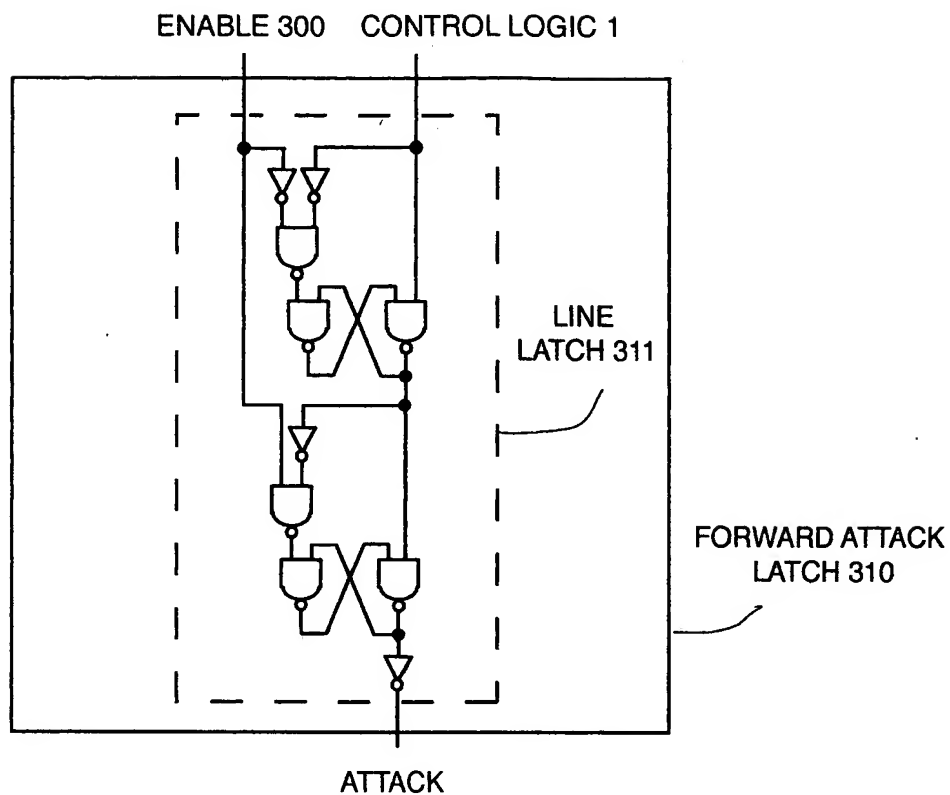 ENABLE 300
CONTROL LOGIC 1
LINE
LATCH 311
FORWARD ATTACK
LATCH 310
ATTACK